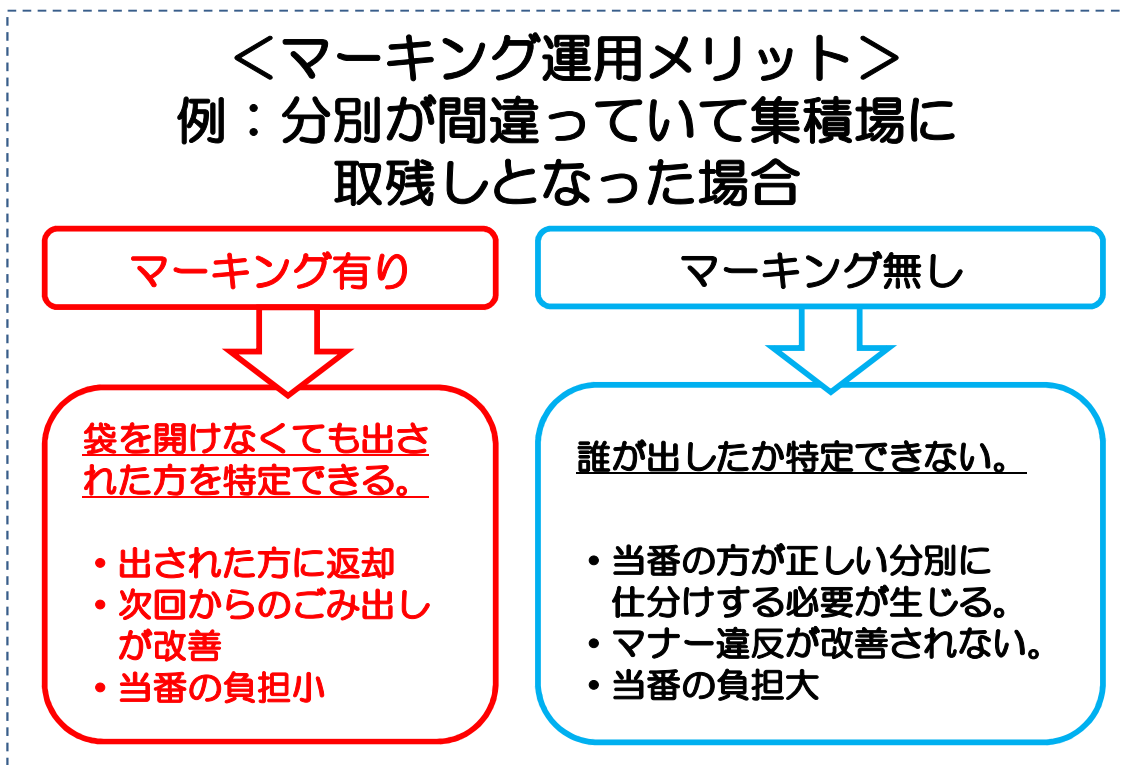 ＜マーキング運用メリット＞
例：分別が間違っていて集積場に
取残しとなった場合
マーキング有り
袋を開けなくても出さ
れた方を特定できる。
・出された方に返却
・次回からのごみ出し
が改善
・当番の負担小
マーキング無し
誰が出したか特定できない。
・当番の方が正しい分別に
仕分けする必要が生じる。
・マナー違反が改善されない。
・当番の負担大